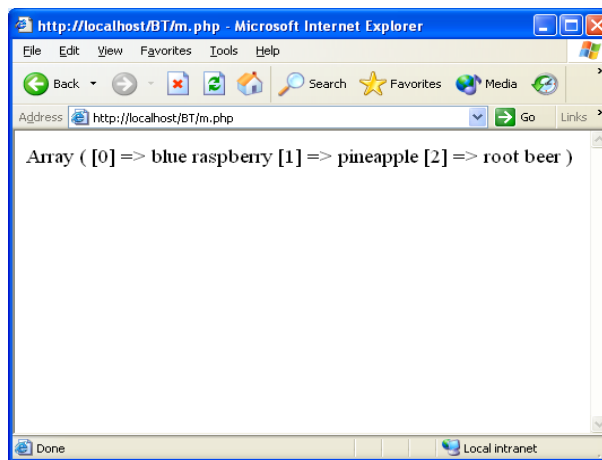 http://localhost/BT/m.php - Microsoft Internet Explorer
File Edit View Favorites Tools Help
Back Search Favorites Media
Address http://localhost/BT/m.php Go Links
Array ( [0] => blue raspberry [1] => pineapple [2] => root beer )
Done Local intranet